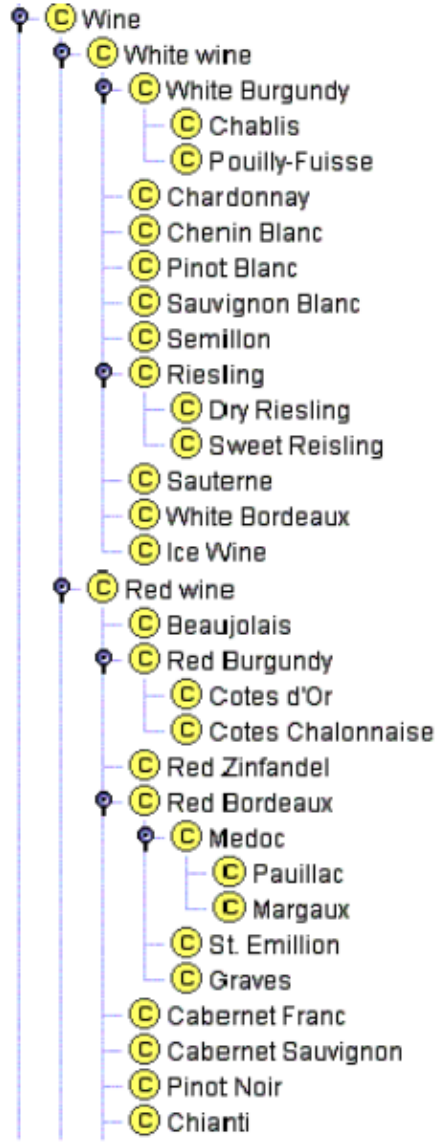 C Wine
C White wine
C White Burgundy
C Chablis
C Pouilly-Fuisse
C Chardonnay
C Chenin Blanc
C Pinot Blanc
C Sauvignon Blanc
C Semillon
C Riesling
C Dry Riesling
C Sweet Reisling
C Sauterne
C White Bordeaux
C Ice Wine
C Red wine
C Beaujolais
C Red Burgundy
C Cotes d'Or
C Cotes Chalonnaise
C Red Zinfandel
C Red Bordeaux
C Medoc
C Pauillac
C Margaux
C St. Emillion
C Graves
C Cabernet Franc
C Cabernet Sauvignon
C Pinot Noir
C Chianti